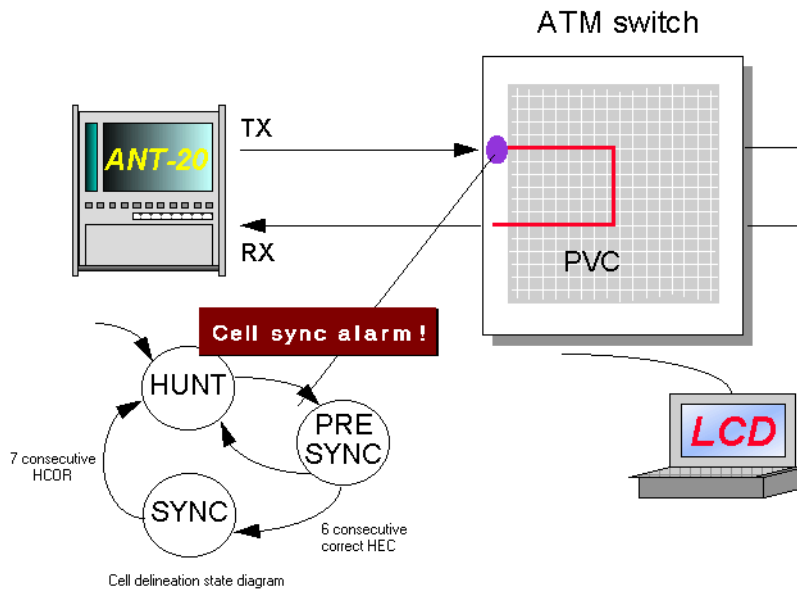 ATM switch
TX
ANT-20
RX
PVC
Cell sync alarm!
HUNT
PRE
SYNC
LCD
7 consecutive
HCOR
SYNC
6 consecutive
correct HEC
Cell delineation state diagram